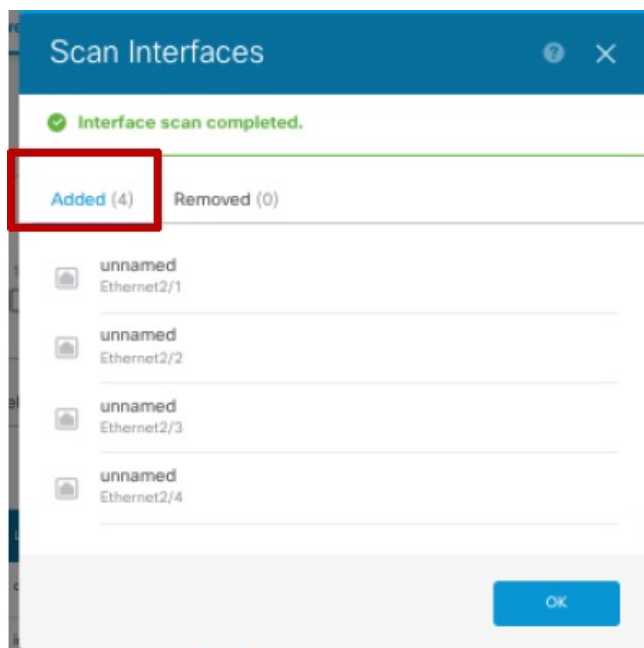 Scan Interfaces
Interface scan completed.
Added (4) Removed (0)
unnamed
Ethernet2/1
unnamed
Ethernet2/2
unnamed
Ethernet2/3
unnamed
Ethernet2/4
OK